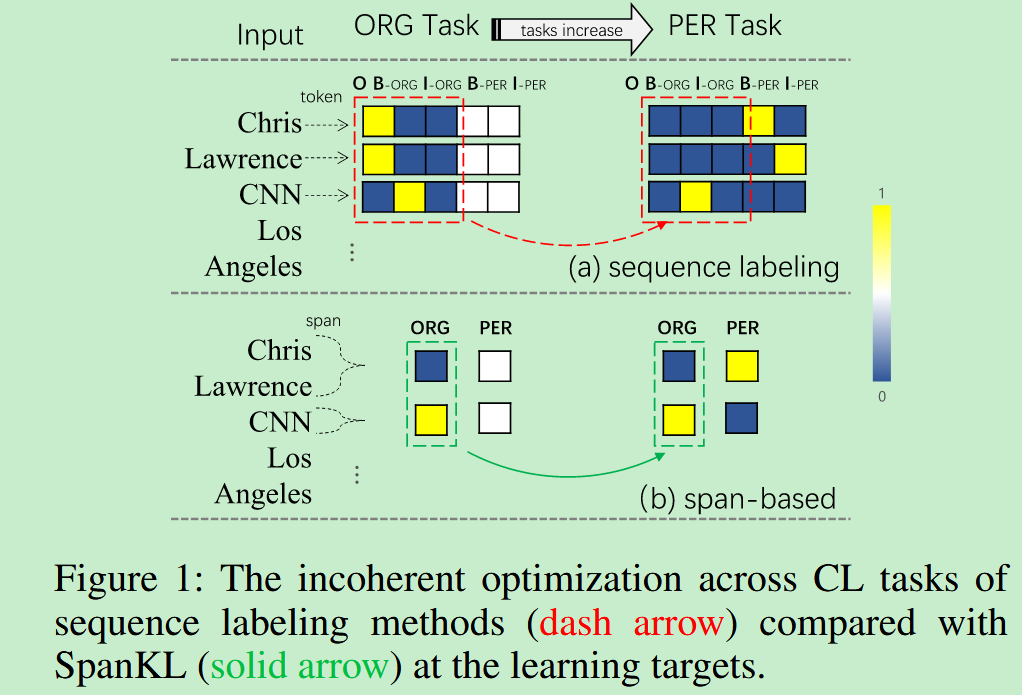 Input ORG Task tasks increase PER Task
O B-ORG I-ORG B-PER I-PER O B-ORG I-ORG B-PER I-PER
token
Chris
Lawrence
CNN
Los
Angeles
⋮
(a) sequence labeling
1
0
span
ORG PER ORG PER
Chris
Lawrence
CNN
Los
Angeles
⋮
(b) span-based
Figure 1: The incoherent optimization across CL tasks of
sequence labeling methods (dash arrow) compared with
SpanKL (solid arrow) at the learning targets.